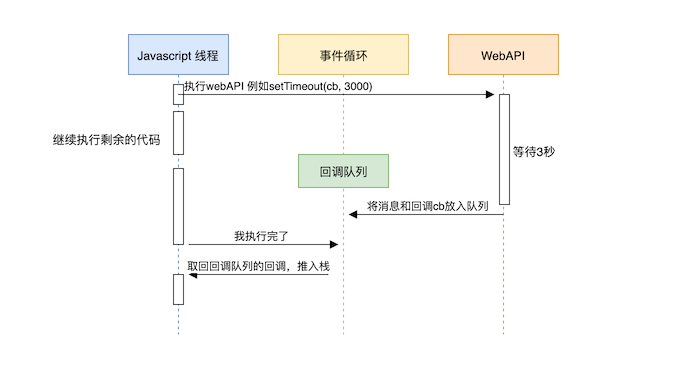 Javascript 线程
事件循环
WebAPI
执行webAPI 例如setTimeout(cb, 3000)
继续执行剩余的代码
等待3秒
回调队列
将消息和回调cb放入队列
我执行完了
取回回调队列的回调，推入栈